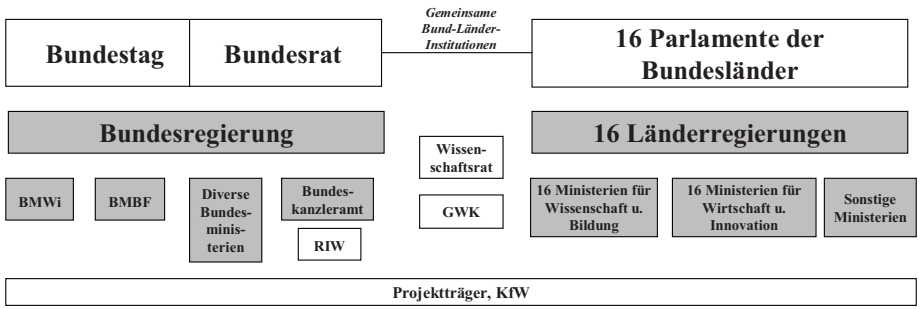 Gemeinsame
Bund-Länder-
Institutionen
Bundestag
Bundesrat
16 Parlamente der
Bundesländer
Bundesregierung
16 Länderregierungen
Wissen-
schaftsrat
BMWi
BMBF
Diverse
Bundes-
minis-
terien
Bundes-
kanzleramt
RIW
GWK
16 Ministerien für
Wissenschaft u.
Bildung
16 Ministerien für
Wirtschaft u.
Innovation
Sonstige
Ministerien
Projektträger, KfW